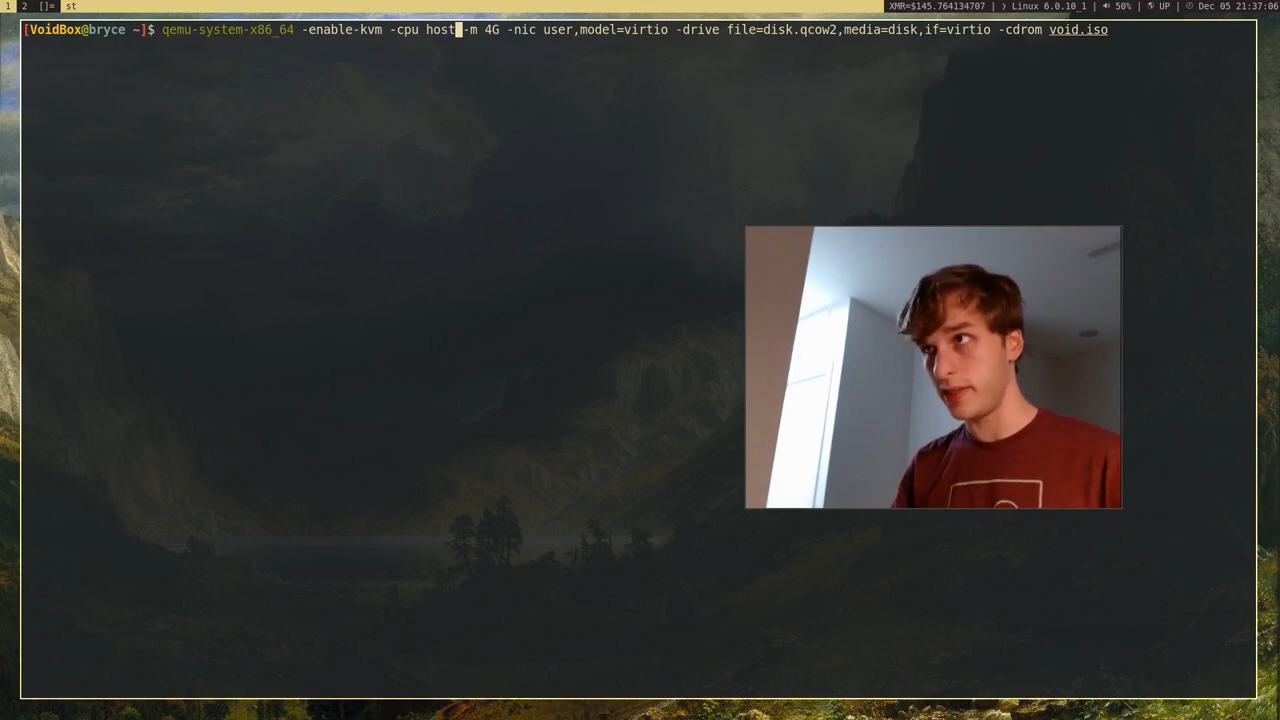 1 2 []= st XMR=$145.764134707 | Linux 6.0.10_1 | 50% | UP | Dec 05 21:37:06
[VoidBox@bryce ~]$ qemu-system-x86_64 -enable-kvm -cpu host -m 4G -nic user,model=virtio -drive file=disk.qcow2,media=disk,if=virtio -cdrom void.iso